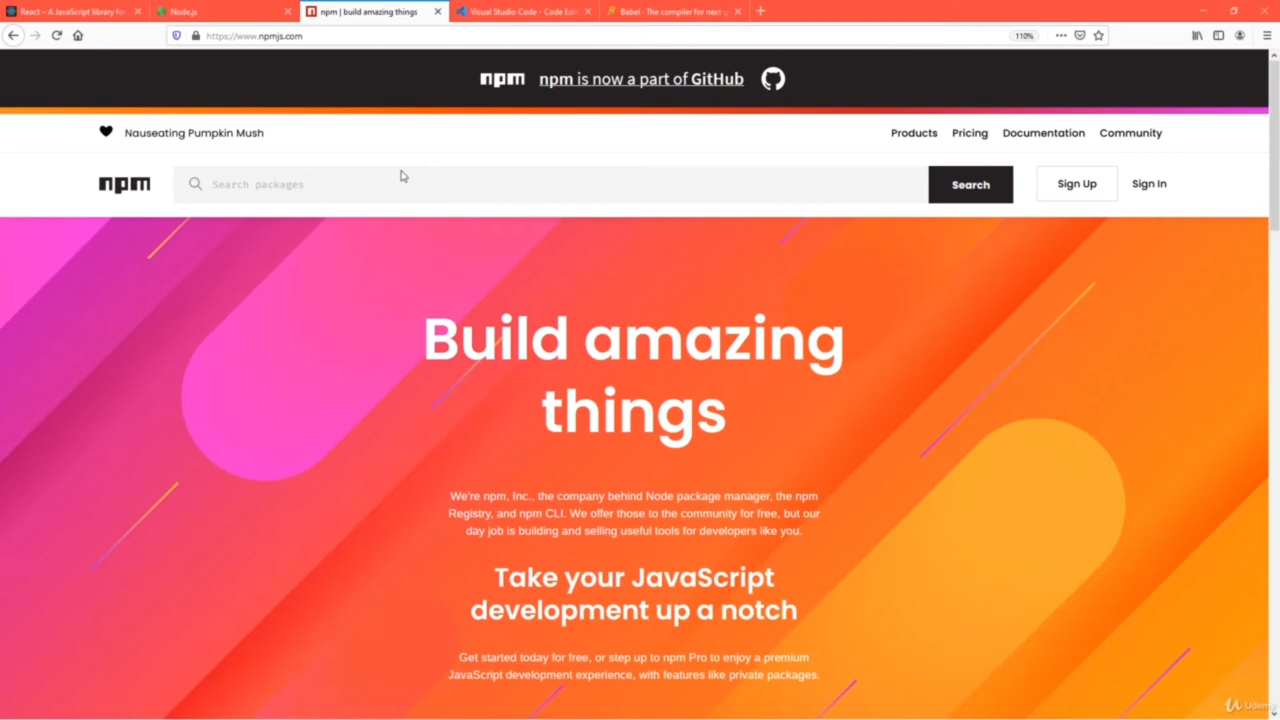 React – A JavaScript library fo
Node.js
npm | build amazing things
Visual Studio Code - Code Edit
Babel · The compiler for next g
https://www.npmjs.com
110%
npm npm is now a part of GitHub
Nauseating Pumpkin Mush
Products Pricing Documentation Community
npm
Search packages
Search
Sign Up
Sign In
Build amazing
things
We're npm, Inc., the company behind Node package manager, the npm
Registry, and npm CLI. We offer those to the community for free, but our
day job is building and selling useful tools for developers like you.
Take your JavaScript
development up a notch
Get started today for free, or step up to npm Pro to enjoy a premium
JavaScript development experience, with features like private packages.
Udemy